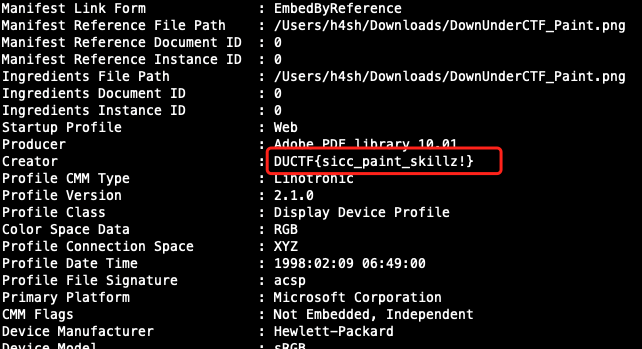 Manifest Link Form : EmbedByReference
Manifest Reference File Path : /Users/h4sh/Downloads/DownUnderCTF_Paint.png
Manifest Reference Document ID : 0
Manifest Reference Instance ID : 0
Ingredients File Path : /Users/h4sh/Downloads/DownUnderCTF_Paint.png
Ingredients Document ID : 0
Ingredients Instance ID : 0
Startup Profile : Web
Producer : Adobe PDF library 10.01
Creator : DUCTF{sicc_paint_skillz!}
Profile CMM Type : Linotronic
Profile Version : 2.1.0
Profile Class : Display Device Profile
Color Space Data : RGB
Profile Connection Space : XYZ
Profile Date Time : 1998:02:09 06:49:00
Profile File Signature : acsp
Primary Platform : Microsoft Corporation
CMM Flags : Not Embedded, Independent
Device Manufacturer : Hewlett-Packard
Device Model : sRGB